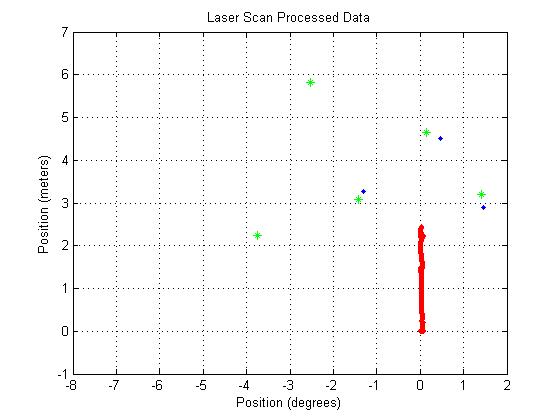 Laser Scan Processed Data
7
6
5
4
3
2
1
0
-1
Position (meters)
-8 -7 -6 -5 -4 -3 -2 -1 0 1 2
Position (degrees)